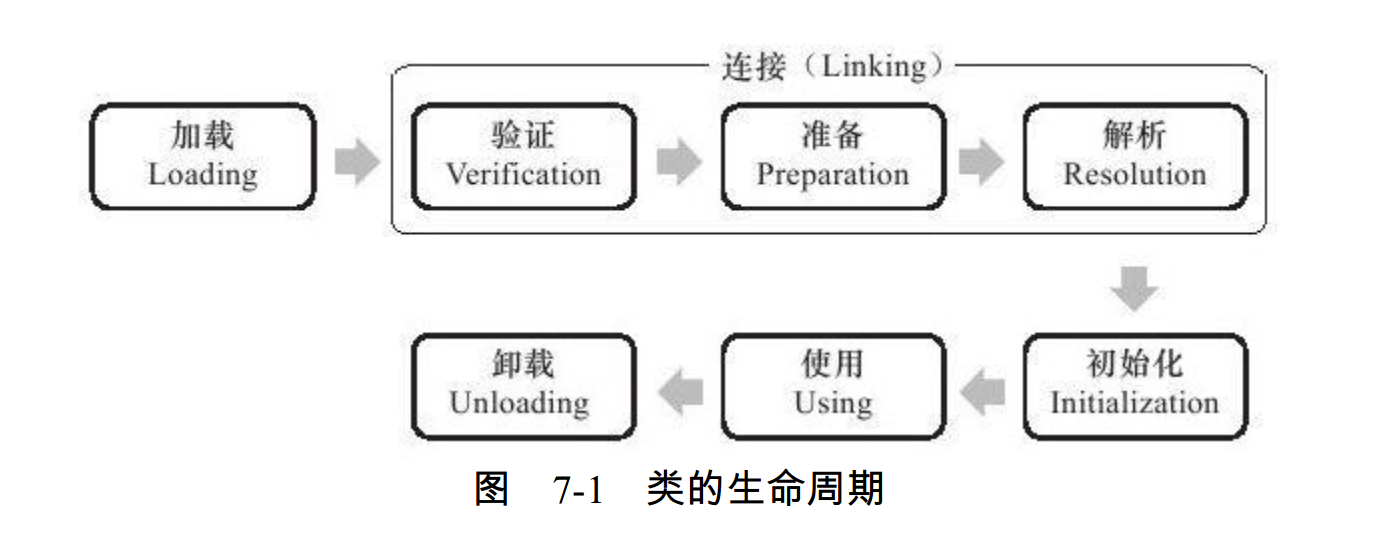 连接（Linking）
加载
Loading
验证
Verification
准备
Preparation
解析
Resolution
卸载
Unloading
使用
Using
初始化
Initialization
图 7-1 类的生命周期